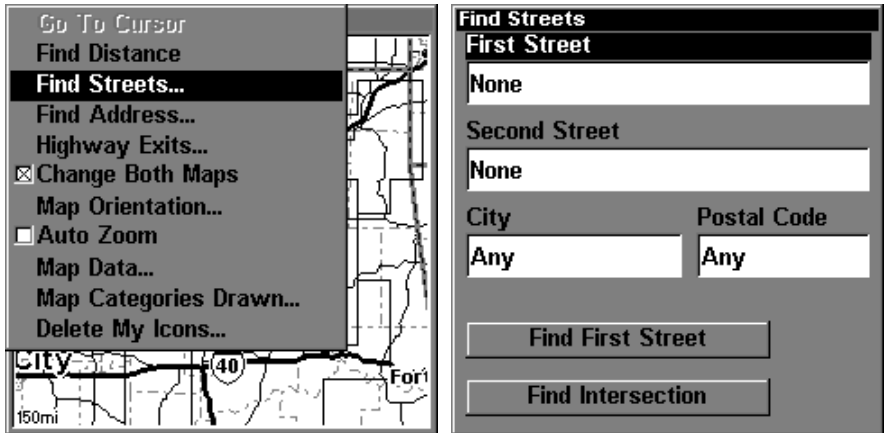 Go To Cursor
Find Distance
Find Streets...
Find Address...
Highway Exits...
Change Both Maps
Map Orientation...
Auto Zoom
Map Data...
Map Categories Drawn...
Delete My Icons...
City
40
Fort
150mi
Find Streets
First Street
None
Second Street
None
City Postal Code
Any Any
Find First Street
Find Intersection